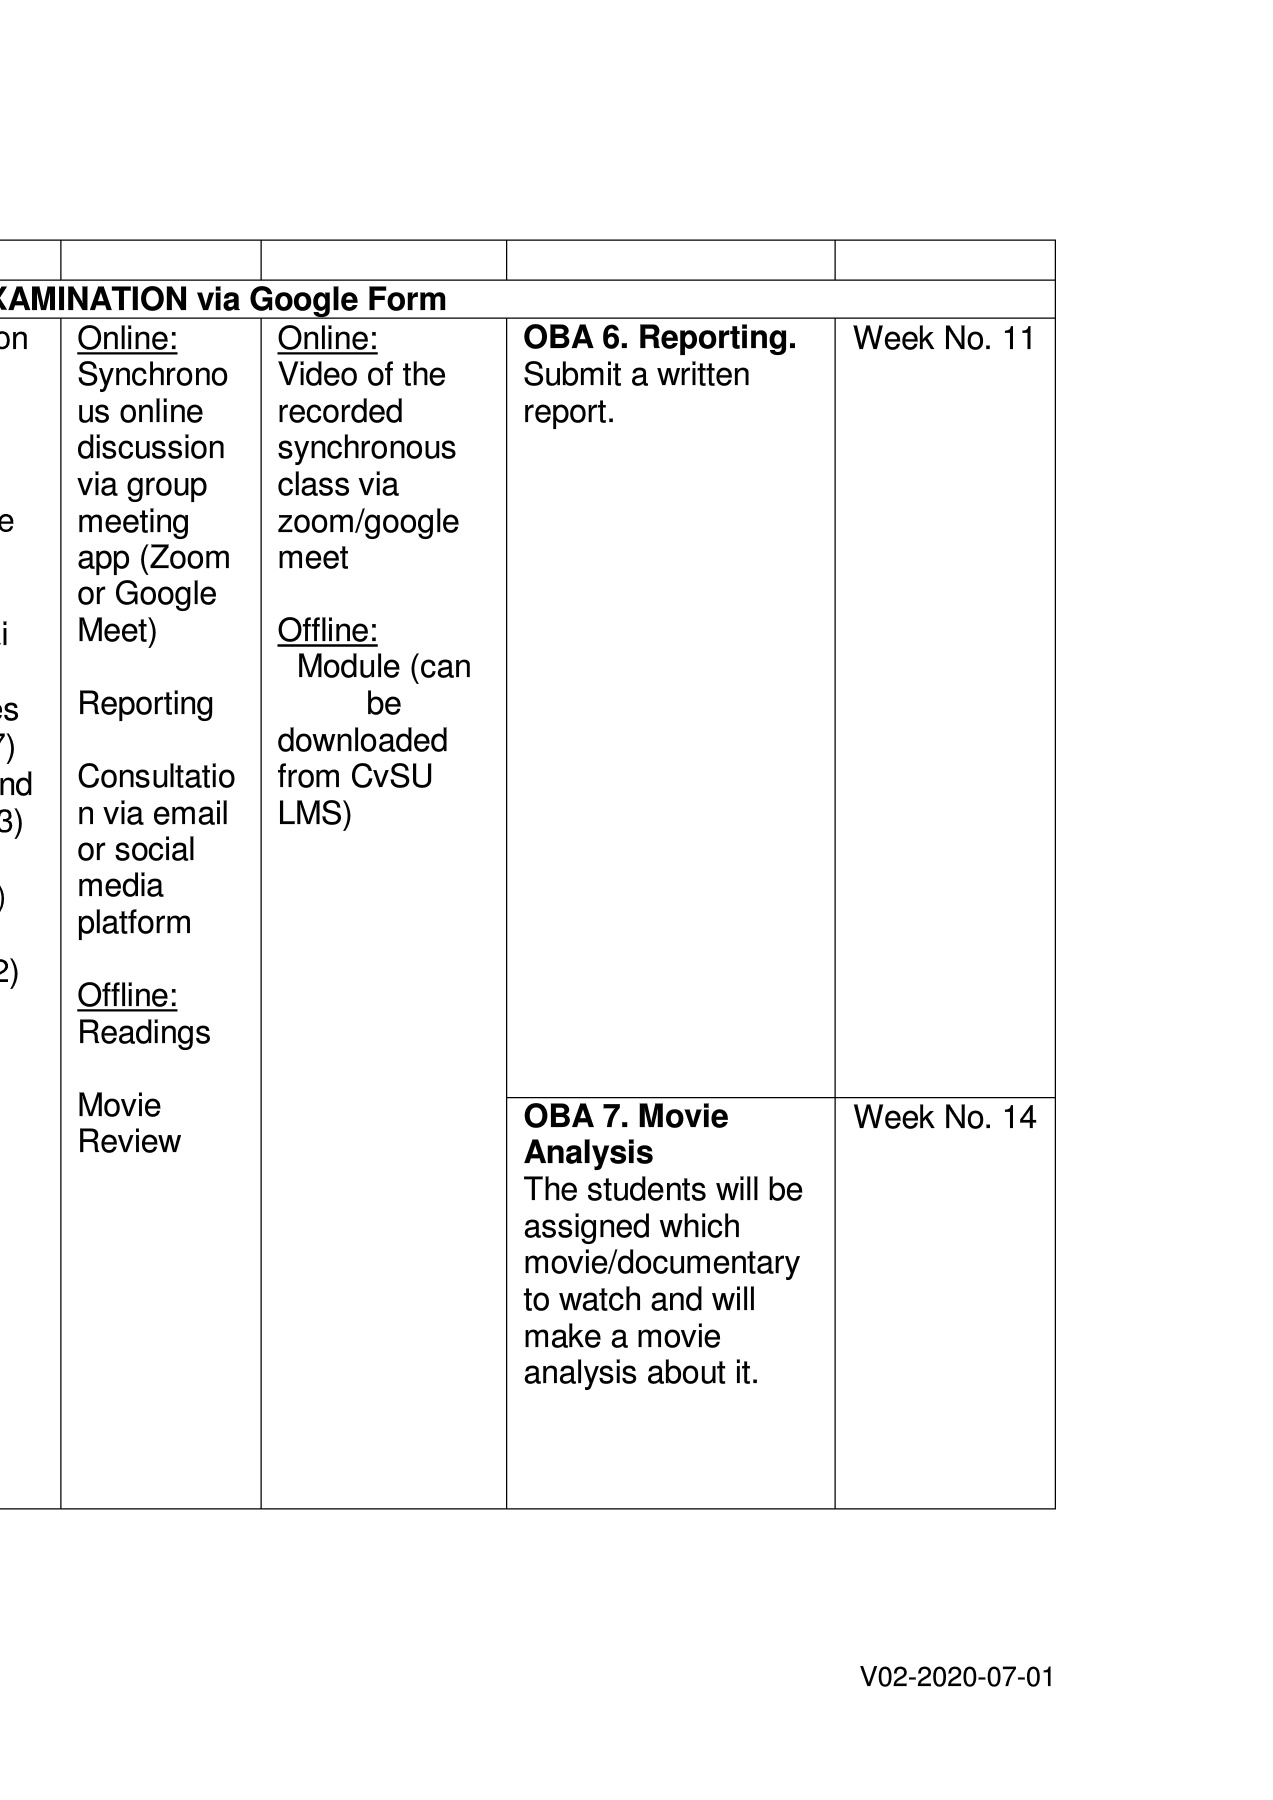 XAMINATION via Google Form
on
e
i
es
7)
nd
3)
)
2)
Online:
Synchrono
us online
discussion
via group
meeting
app (Zoom
or Google
Meet)
Reporting
Consultatio
n via email
or social
media
platform
Offline:
Readings
Movie
Review
Online:
Video of the
recorded
synchronous
class via
zoom/google
meet
Offline:
Module (can
be
downloaded
from CvSU
LMS)
OBA 6. Reporting.
Submit a written
report.
Week No. 11
OBA 7. Movie
Analysis
The students will be
assigned which
movie/documentary
to watch and will
make a movie
analysis about it.
Week No. 14
V02-2020-07-01